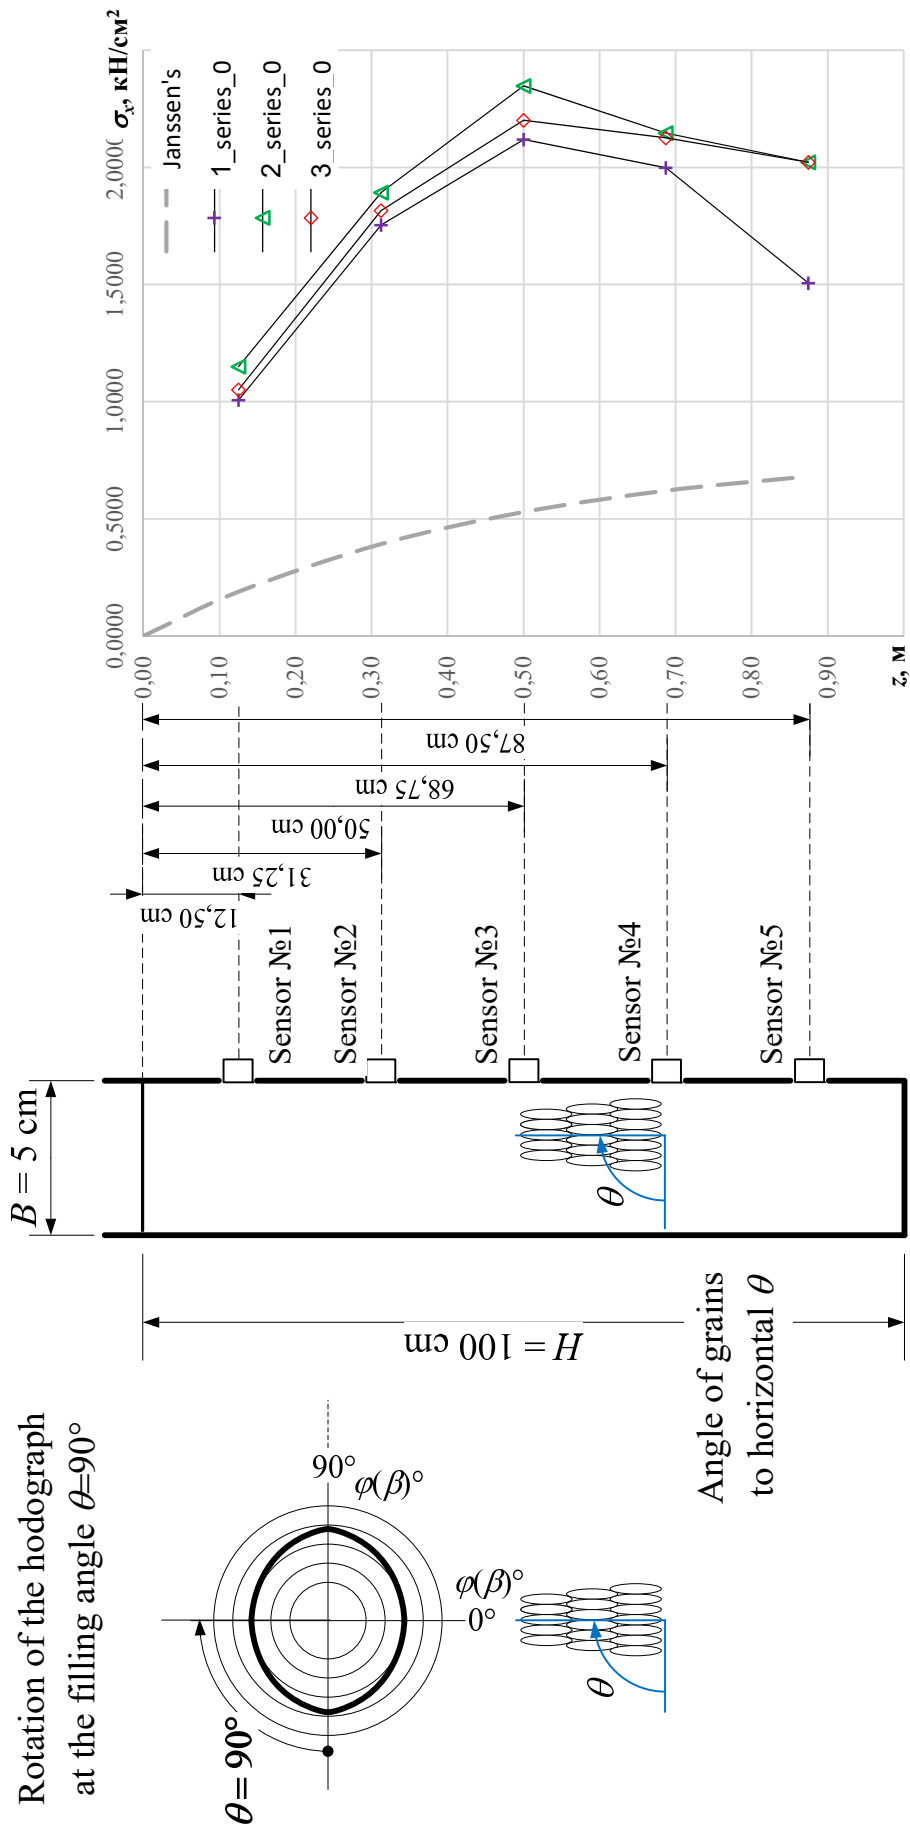 Rotation of the hodograph
at the filling angle θ=90°
θ= 90°
90°
φ(β)°
φ(β)°
0°
θ
B = 5 cm
H = 100 cm
Angle of grains
to horizontal θ
θ
Sensor №1
Sensor №2
Sensor №3
Sensor №4
Sensor №5
12,50 cm
31,25 cm
50,00 cm
68,75 cm
87,50 cm
0,00
0,10
0,20
0,30
0,40
0,50
0,60
0,70
0,80
0,90
z, м
0,0000
0,5000
1,0000
1,5000
2,000(
σx, кН/см²
Janssen's
1_series_0
2_series_0
3_series_0